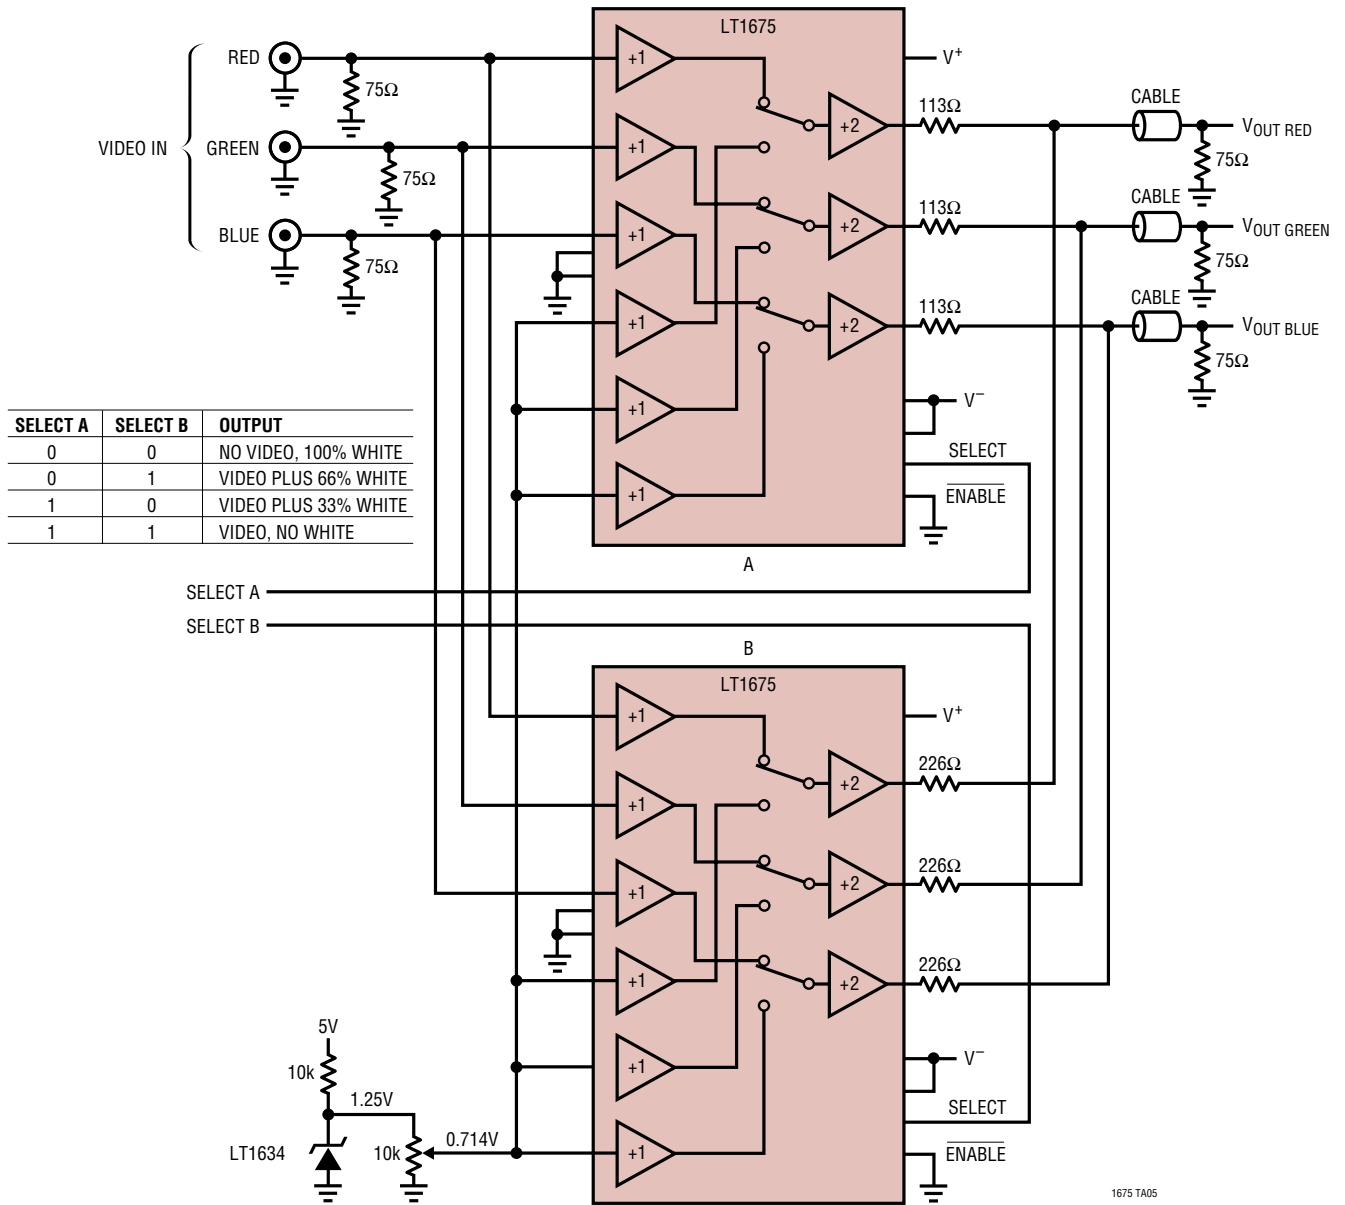 LT1675
RED
75Ω
VIDEO IN
GREEN
75Ω
BLUE
75Ω
+1
+1
+1
+1
+1
+1
+2
+2
+2
V+
113Ω
113Ω
113Ω
CABLE
VOUT RED
75Ω
CABLE
VOUT GREEN
75Ω
CABLE
VOUT BLUE
75Ω
V−
SELECT
ENABLE
A
SELECT A SELECT B OUTPUT
0 0 NO VIDEO, 100% WHITE
0 1 VIDEO PLUS 66% WHITE
1 0 VIDEO PLUS 33% WHITE
1 1 VIDEO, NO WHITE
SELECT A
SELECT B
B
LT1675
+1
+1
+1
+1
+1
+1
+2
+2
+2
V+
226Ω
226Ω
226Ω
V−
SELECT
ENABLE
5V
10k
1.25V
LT1634
10k
0.714V
1675 TA05